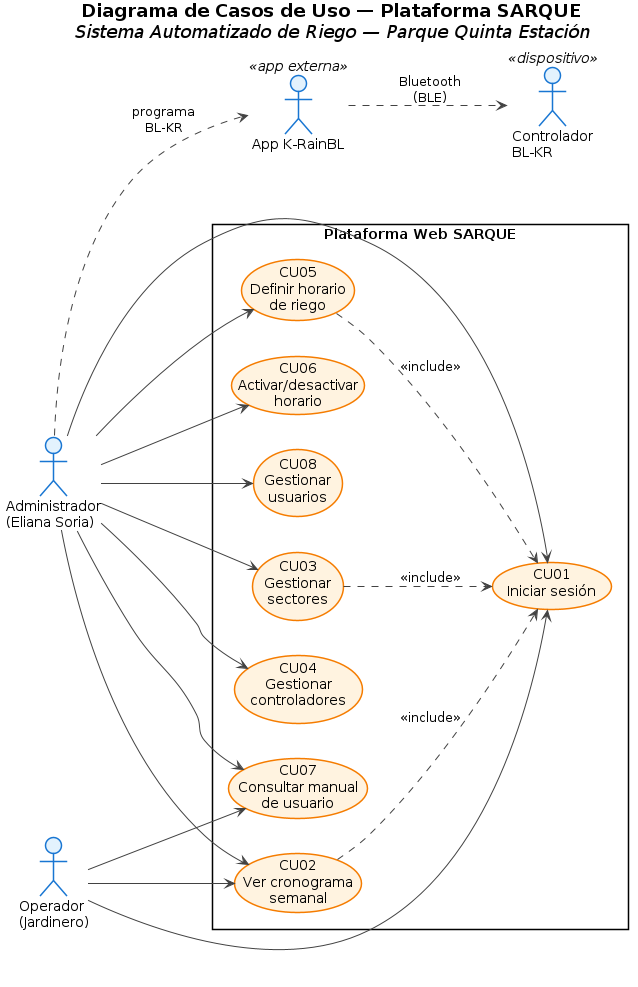 Diagrama de Casos de Uso — Plataforma SARQUE
Sistema Automatizado de Riego — Parque Quinta Estación
«app externa»
App K-RainBL
Bluetooth
(BLE)
«dispositivo»
Controlador
BL-KR
programa
BL-KR
Plataforma Web SARQUE
CU05
Definir horario
de riego
«include»
CU06
Activar/desactivar
horario
CU08
Gestionar
usuarios
Administrador
(Eliana Soria)
CU03
Gestionar
sectores
«include»
CU01
Iniciar sesión
CU04
Gestionar
controladores
«include»
CU07
Consultar manual
de usuario
CU02
Ver cronograma
semanal
Operador
(Jardinero)